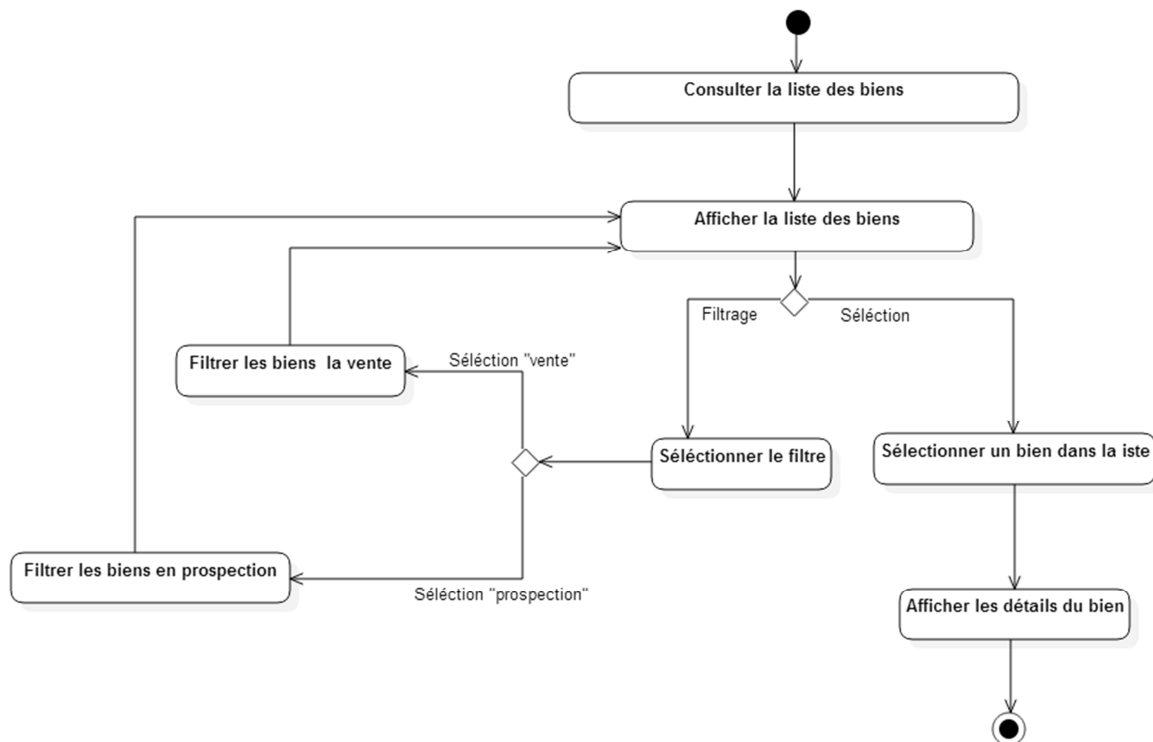 Consulter la liste des biens
Afficher la liste des biens
Filtrage
Séléction
Filtrer les biens  la vente
Séléction "vente"
Séléctionner le filtre
Sélectionner un bien dans la iste
Filtrer les biens en prospection
Séléction "prospection"
Afficher les détails du bien